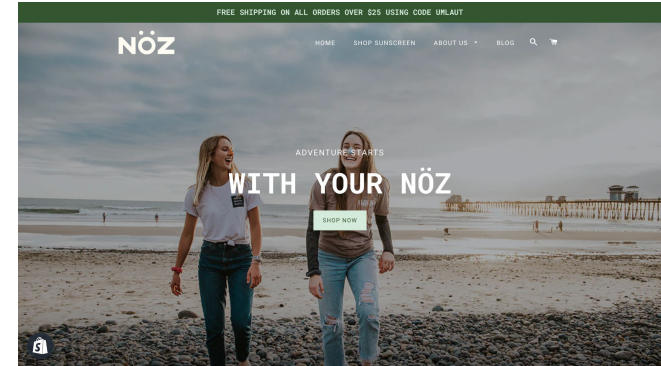 FREE SHIPPING ON ALL ORDERS OVER $25 USING CODE UMLAUT
NÖZ
HOME SHOP SUNSCREEN ABOUT US BLOG
ADVENTURE STARTS
WITH YOUR NÖZ
SHOP NOW